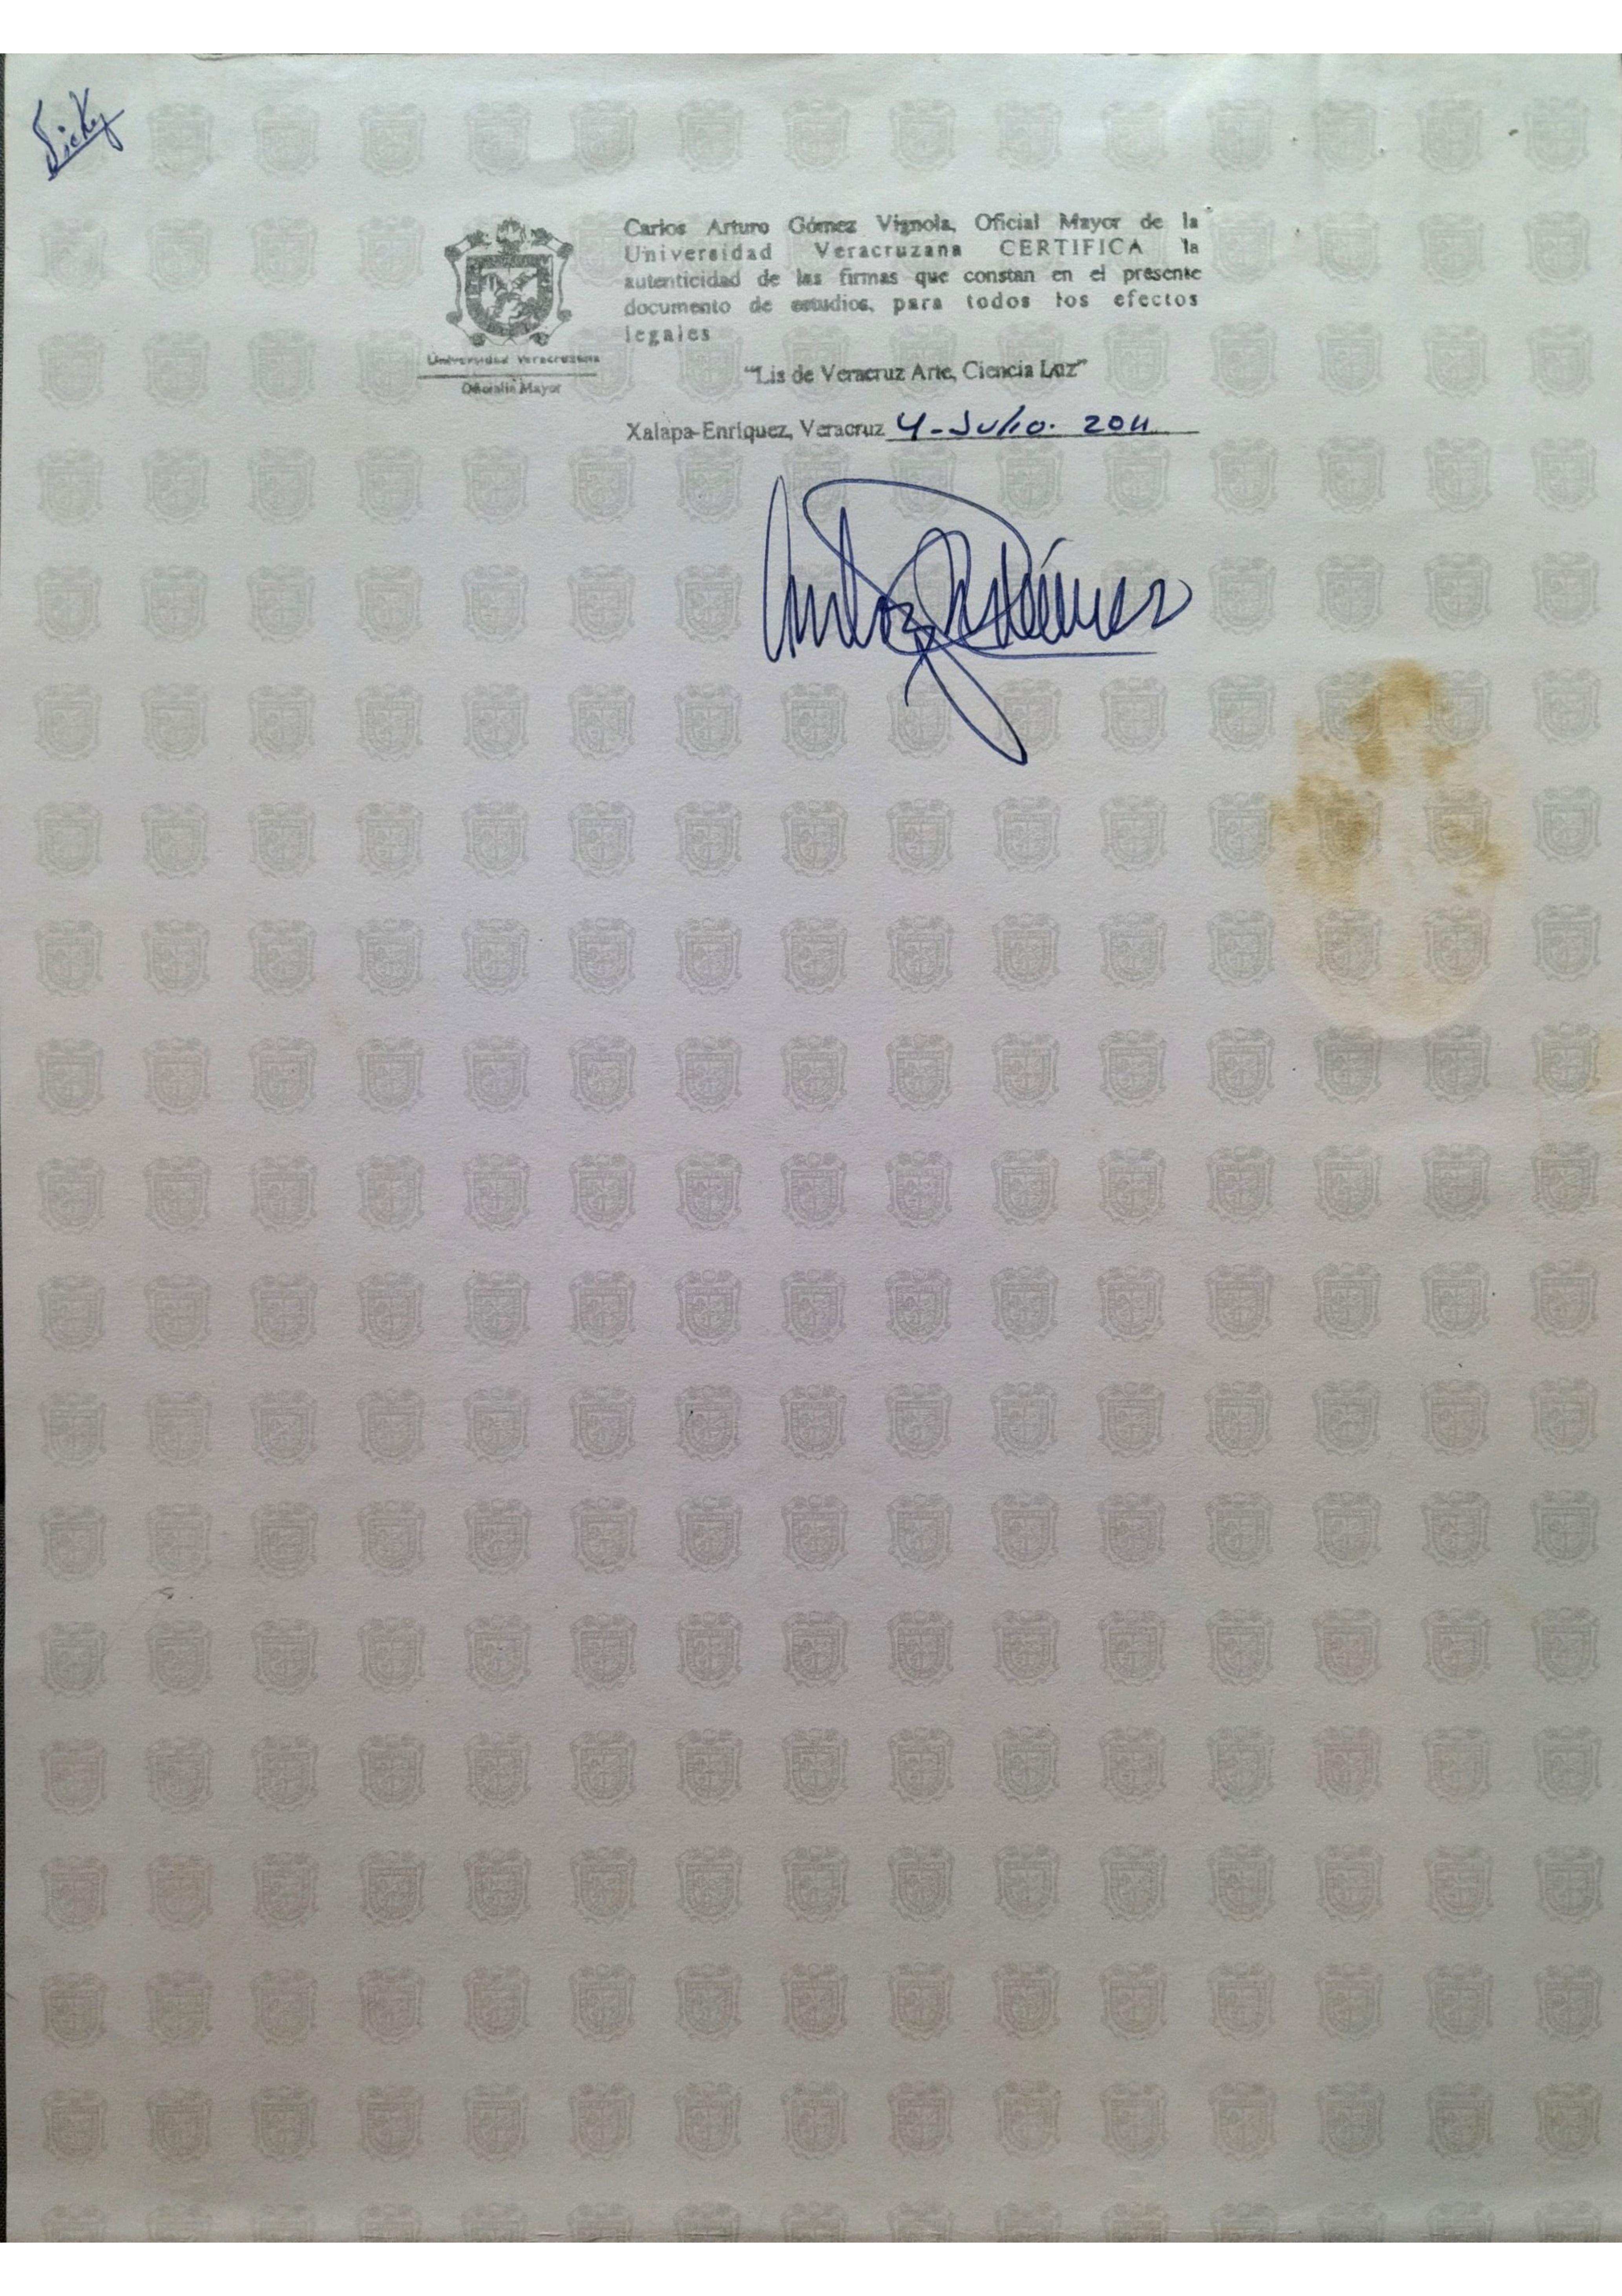 Vicky
Carlos Arturo Gómez Vignola, Oficial Mayor de la
Universidad Veracruzana CERTIFICA la
autenticidad de las firmas que constan en el presente
documento de estudios, para todos los efectos
legales
Universidad Veracruzana
Oficialía Mayor
"Lis de Veracruz Arte, Ciencia Luz"
Xalapa-Enríquez, Veracruz 4-Julio. 2011